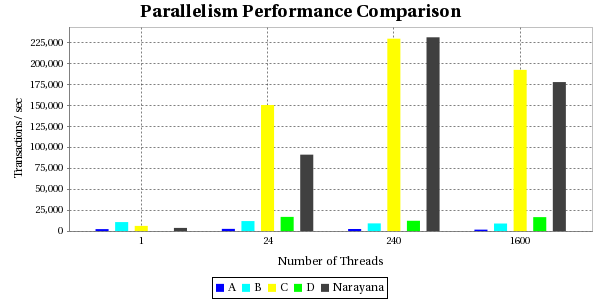 Parallelism Performance Comparison
Transactions / sec
225,000
200,000
175,000
150,000
125,000
100,000
75,000
50,000
25,000
0
1 24 240 1600
Number of Threads
A B C D Narayana